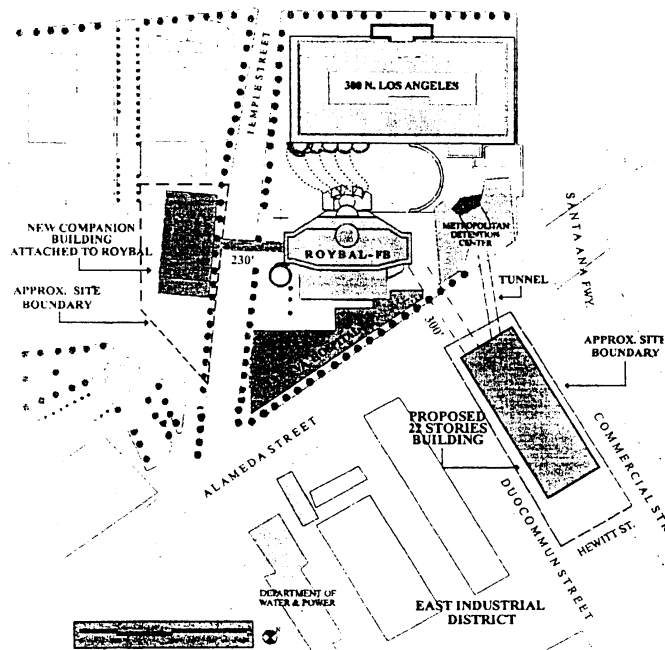 300 N. LOS ANGELES
TEMPLE STREET
NEW COMPANION
BUILDING
ATTACHED TO ROYBAL
230'
ROYBAL-FB
METROPOLITAN
DETENTION
CENTER
SANTA ANA FWY.
TUNNEL
APPROX. SITE
BOUNDARY
300'
APPROX. SITE
BOUNDARY
PROPOSED
22 STORIES
BUILDING
ALAMEDA STREET
COMMERCIAL STR
DUOCOMMUN STREET
HEWITT ST.
DEPARTMENT OF
WATER & POWER
EAST INDUSTRIAL
DISTRICT
N